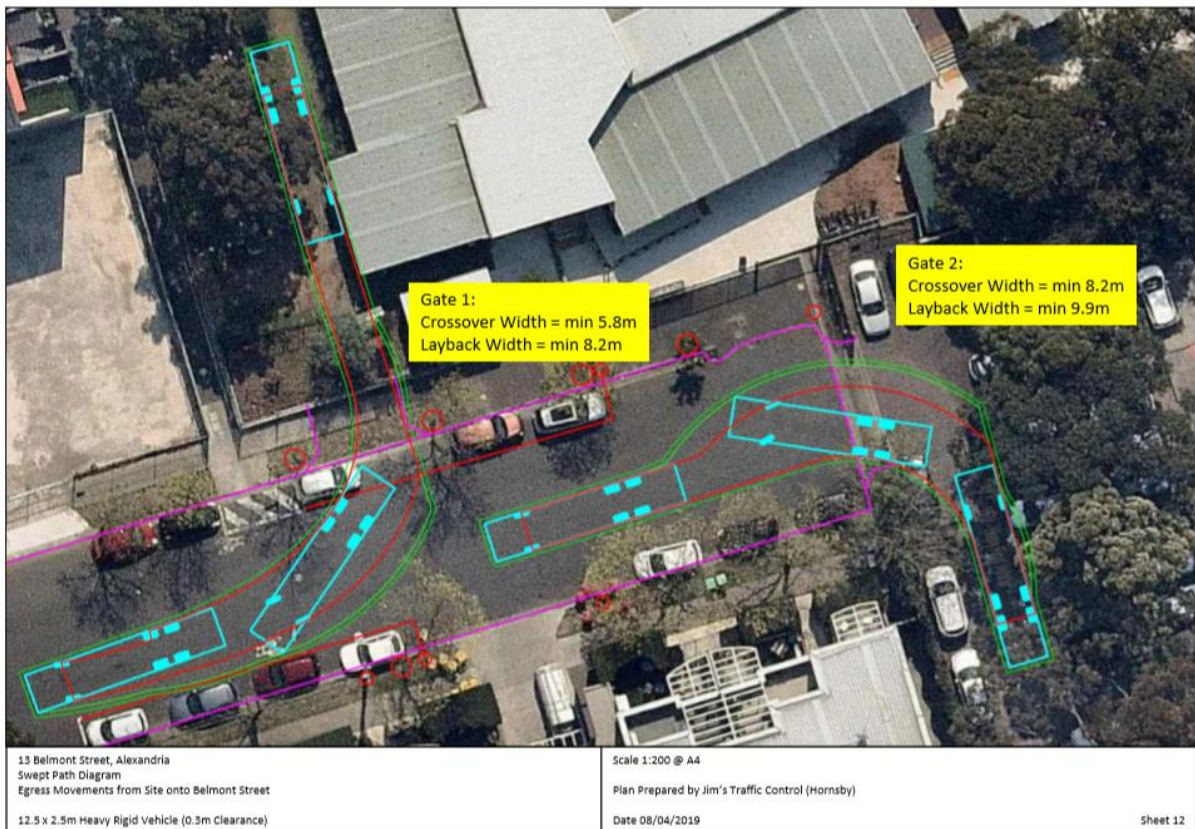 Gate 1:
Crossover Width = min 5.8m
Layback Width = min 8.2m
Gate 2:
Crossover Width = min 8.2m
Layback Width = min 9.9m
13 Belmont Street, Alexandria
Swept Path Diagram
Egress Movements from Site onto Belmont Street
12.5 x 2.5m Heavy Rigid Vehicle (0.3m Clearance)
Scale 1:200 @ A4
Plan Prepared by Jim's Traffic Control (Hornsby)
Date 08/04/2019
Sheet 12